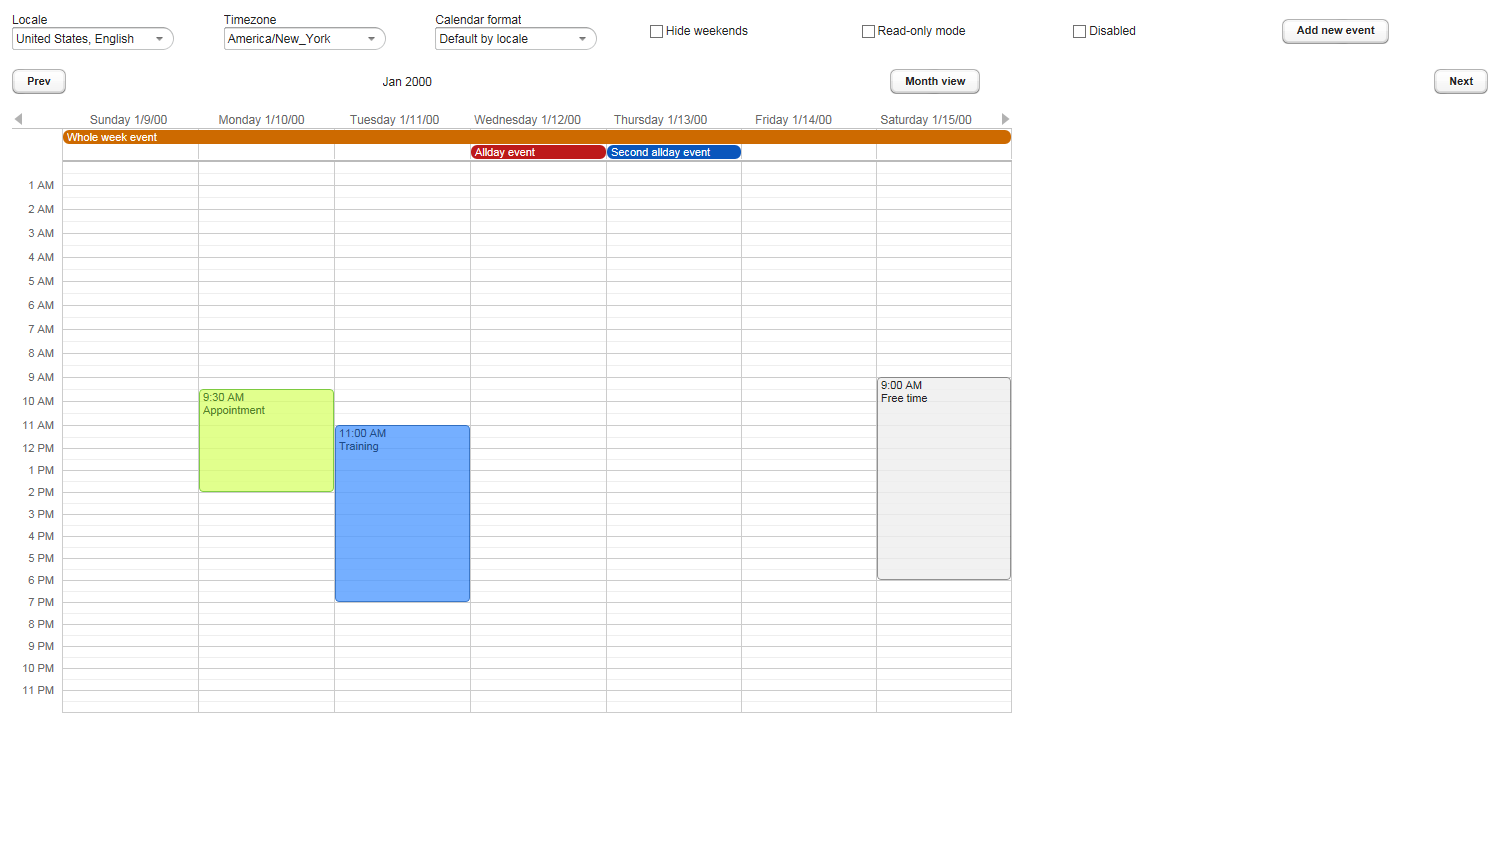 Locale
Timezone
Calendar format
United States, English
America/New_York
Default by locale
Hide weekends
Read-only mode
Disabled
Add new event
Prev
Jan 2000
Month view
Next
Sunday 1/9/00
Monday 1/10/00
Tuesday 1/11/00
Wednesday 1/12/00
Thursday 1/13/00
Friday 1/14/00
Saturday 1/15/00
Whole week event
Allday event
Second allday event
1 AM
2 AM
3 AM
4 AM
5 AM
6 AM
7 AM
8 AM
9 AM
10 AM
11 AM
12 PM
1 PM
2 PM
3 PM
4 PM
5 PM
6 PM
7 PM
8 PM
9 PM
10 PM
11 PM
9:30 AM
Appointment
11:00 AM
Training
9:00 AM
Free time